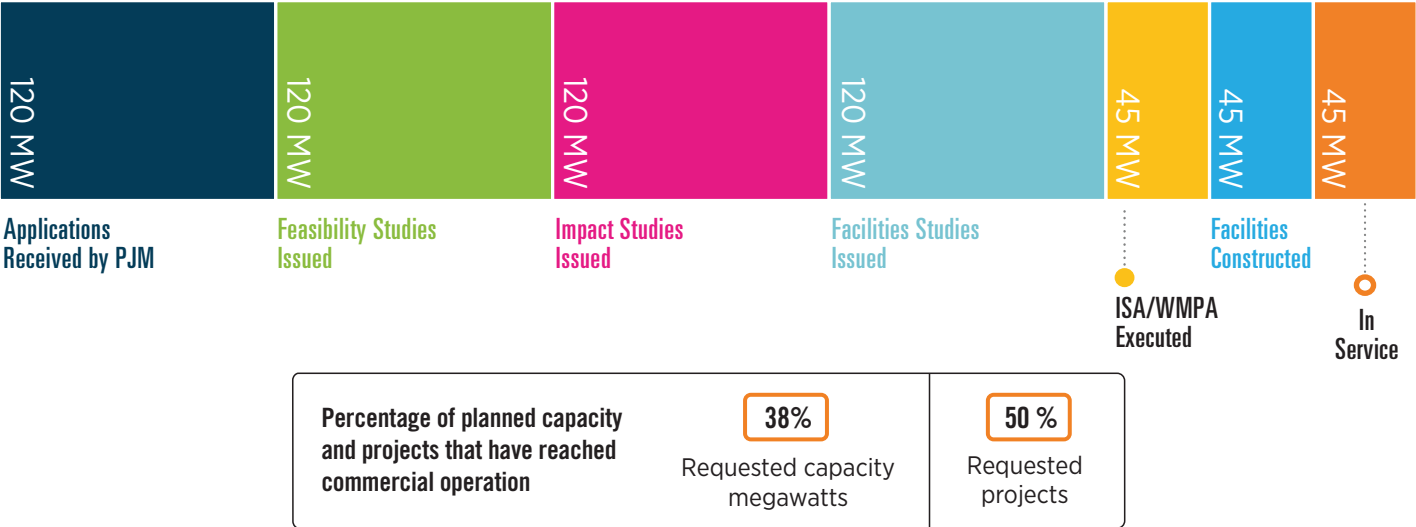 120 MW
120 MW
120 MW
120 MW
45 MW
45 MW
45 MW
Applications
Received by PJM
Feasibility Studies
Issued
Impact Studies
Issued
Facilities Studies
Issued
ISA/WMPA
Executed
Facilities
Constructed
In
Service
Percentage of planned capacity
and projects that have reached
commercial operation
38%
Requested capacity
megawatts
50 %
Requested
projects